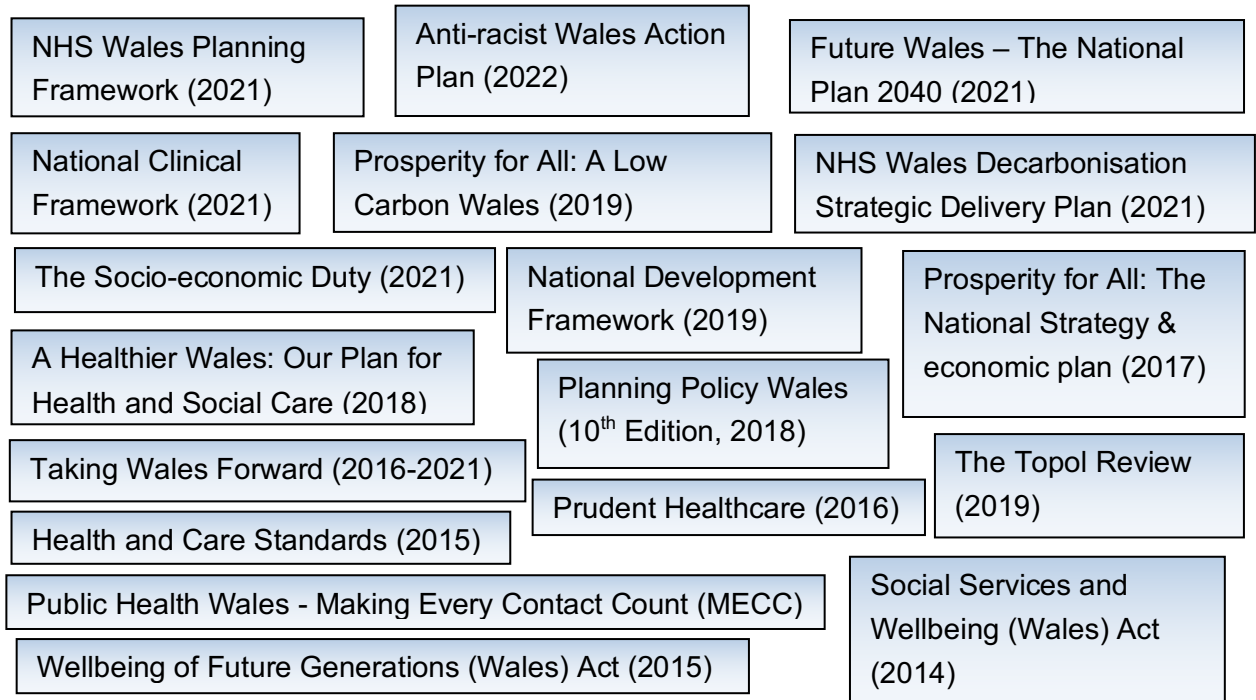 NHS Wales Planning
Framework (2021)
Anti-racist Wales Action
Plan (2022)
Future Wales – The National
Plan 2040 (2021)
National Clinical
Framework (2021)
Prosperity for All: A Low
Carbon Wales (2019)
NHS Wales Decarbonisation
Strategic Delivery Plan (2021)
The Socio-economic Duty (2021)
National Development
Framework (2019)
Prosperity for All: The
National Strategy &
economic plan (2017)
A Healthier Wales: Our Plan for
Health and Social Care (2018)
Planning Policy Wales
(10th Edition, 2018)
Taking Wales Forward (2016-2021)
The Topol Review
(2019)
Prudent Healthcare (2016)
Health and Care Standards (2015)
Public Health Wales - Making Every Contact Count (MECC)
Social Services and
Wellbeing (Wales) Act
(2014)
Wellbeing of Future Generations (Wales) Act (2015)